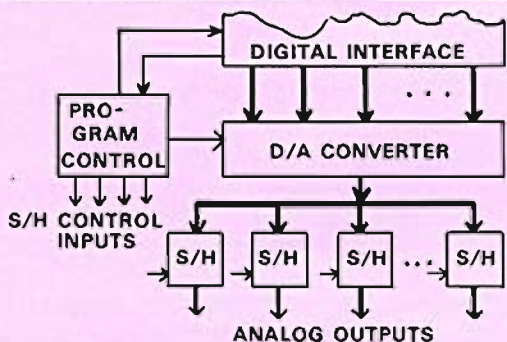 DIGITAL INTERFACE
...
PRO-
GRAM
CONTROL
D/A CONVERTER
S/H CONTROL
INPUTS
S/H
S/H
S/H
...
S/H
ANALOG OUTPUTS